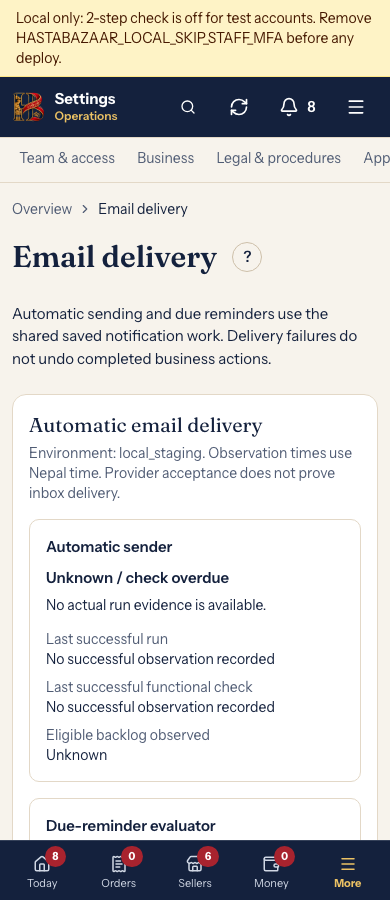 Local only: 2-step check is off for test accounts. Remove
HASTABAZAAR_LOCAL_SKIP_STAFF_MFA before any
deploy.
Settings
Operations
8
Team & access
Business
Legal & procedures
App
Overview > Email delivery
Email delivery
?
Automatic sending and due reminders use the
shared saved notification work. Delivery failures do
not undo completed business actions.
Automatic email delivery
Environment: local_staging. Observation times use
Nepal time. Provider acceptance does not prove
inbox delivery.
Automatic sender
Unknown / check overdue
No actual run evidence is available.
Last successful run
No successful observation recorded
Last successful functional check
No successful observation recorded
Eligible backlog observed
Unknown
Due-reminder evaluator
8
0
6
0
Today
Orders
Sellers
Money
More